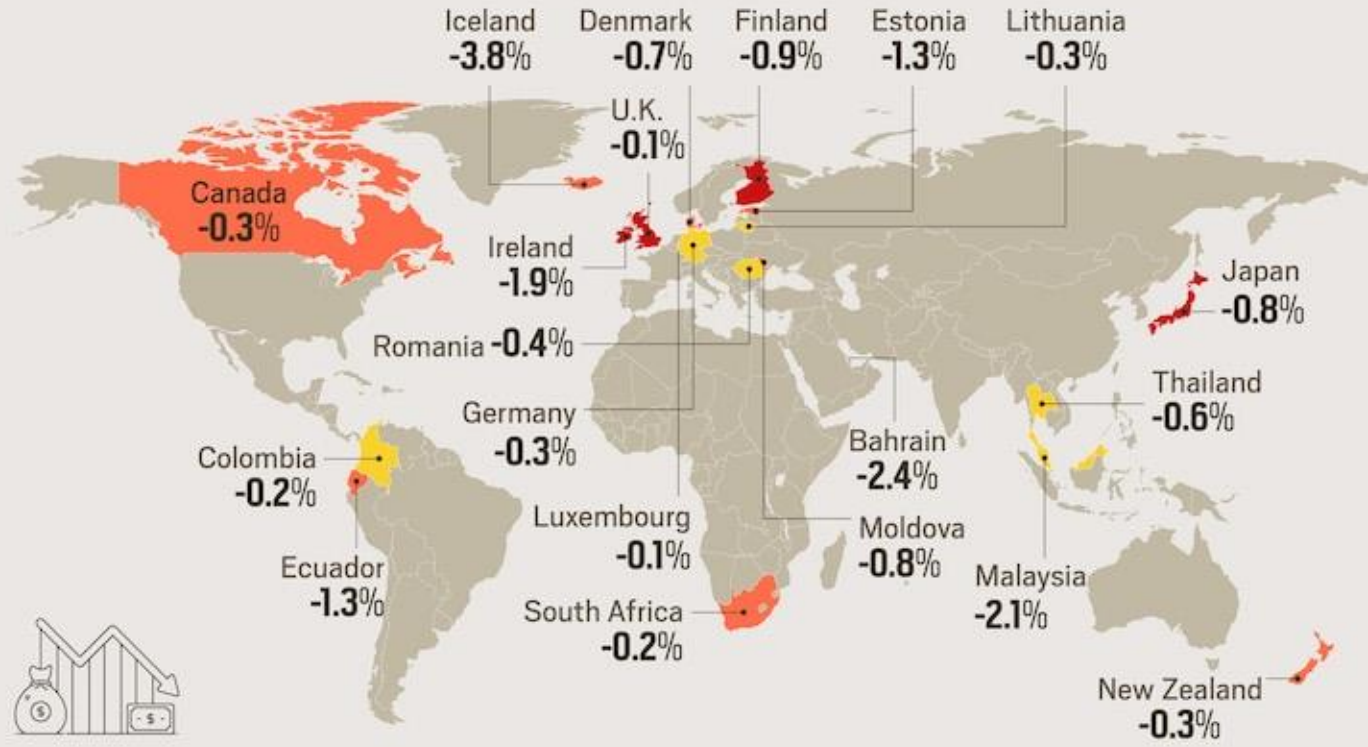 Iceland
-3.8%
Denmark
-0.7%
Finland
-0.9%
Estonia
-1.3%
Lithuania
-0.3%
U.K.
-0.1%
Canada
-0.3%
Ireland
-1.9%
Japan
-0.8%
Romania -0.4%
Thailand
-0.6%
Germany
-0.3%
Bahrain
-2.4%
Colombia
-0.2%
Luxembourg
-0.1%
Moldova
-0.8%
Ecuador
-1.3%
Malaysia
-2.1%
South Africa
-0.2%
New Zealand
-0.3%
$
- $ -